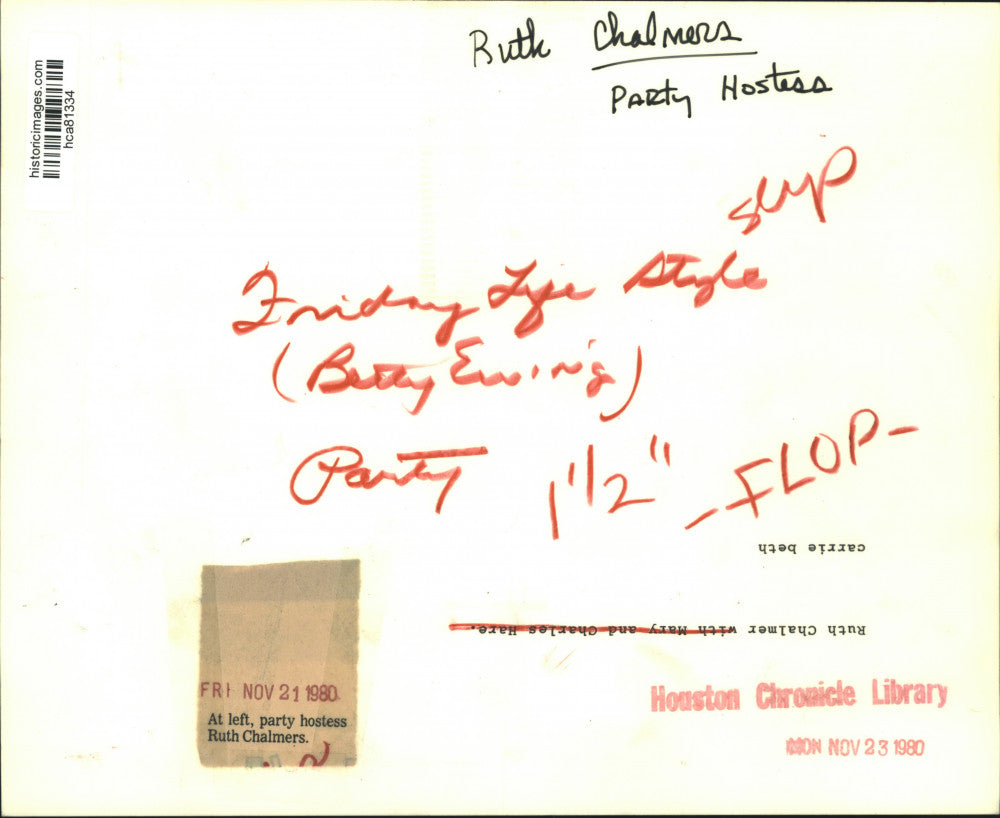 Ruth Chalmers
Party Hostess
historicimages.com
hca81334
Friday Life Style
(Betty Ewing)
Party 1 1/2" -FLOP-
carrie beth
Ruth Chalmer with Mary and Charles Hare.
FRI NOV 21 1980
At left, party hostess
Ruth Chalmers.
Houston Chronicle Library
MON NOV 23 1980